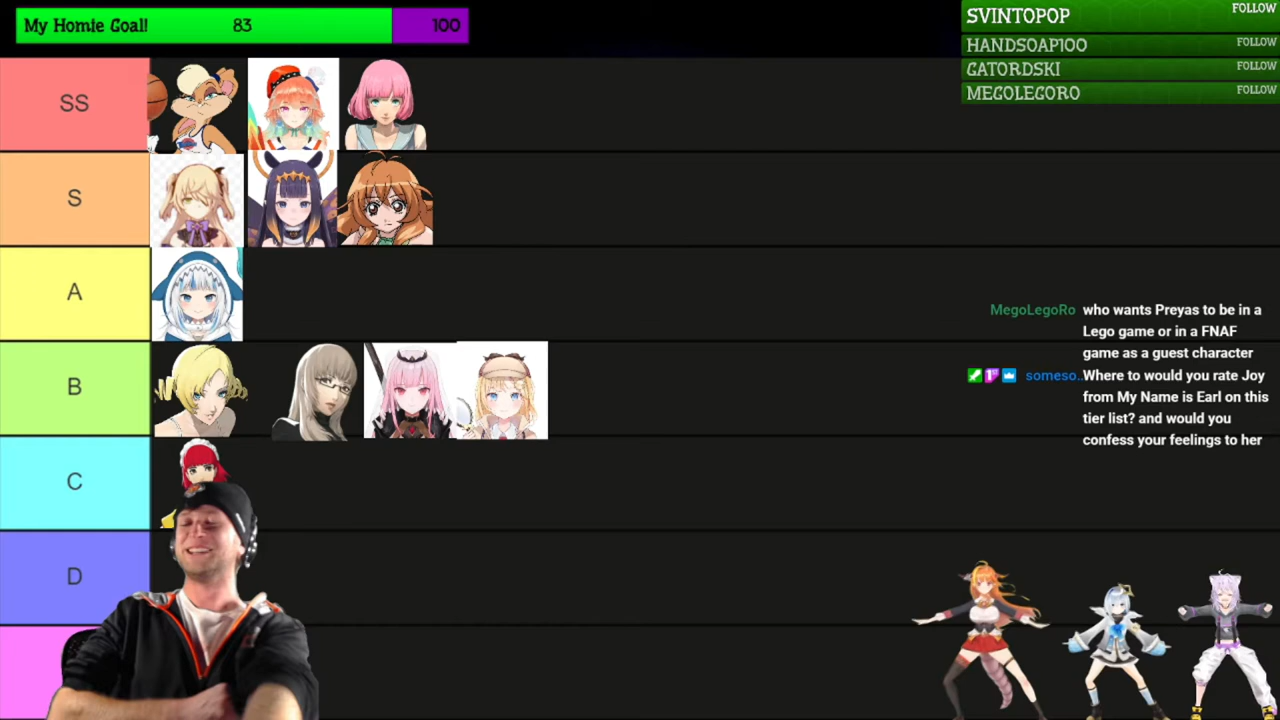 My Homie Goal! 83 100
SVINTOPOP FOLLOW
HANDSOAP100 FOLLOW
GATORDSKI FOLLOW
MEGOLEGORO FOLLOW
SS
S
A
B
C
D
MegoLegoRo who wants Preyas to be in a
Lego game or in a FNAF
game as a guest character
someso.. Where to would you rate Joy
from My Name is Earl on this
tier list? and would you
confess your feelings to her